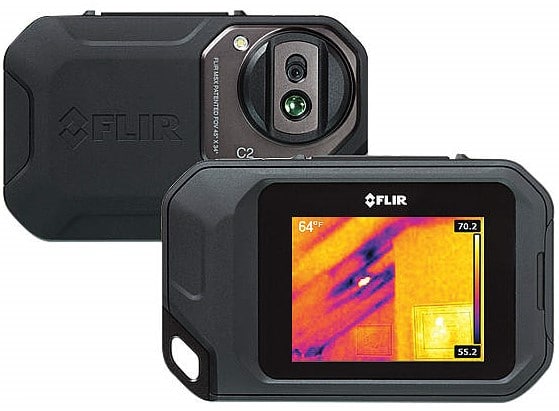 FLIR
FLIR MSX PATENTED FOV 45°X 34°
C2
FLIR
64°F
70.2
55.2